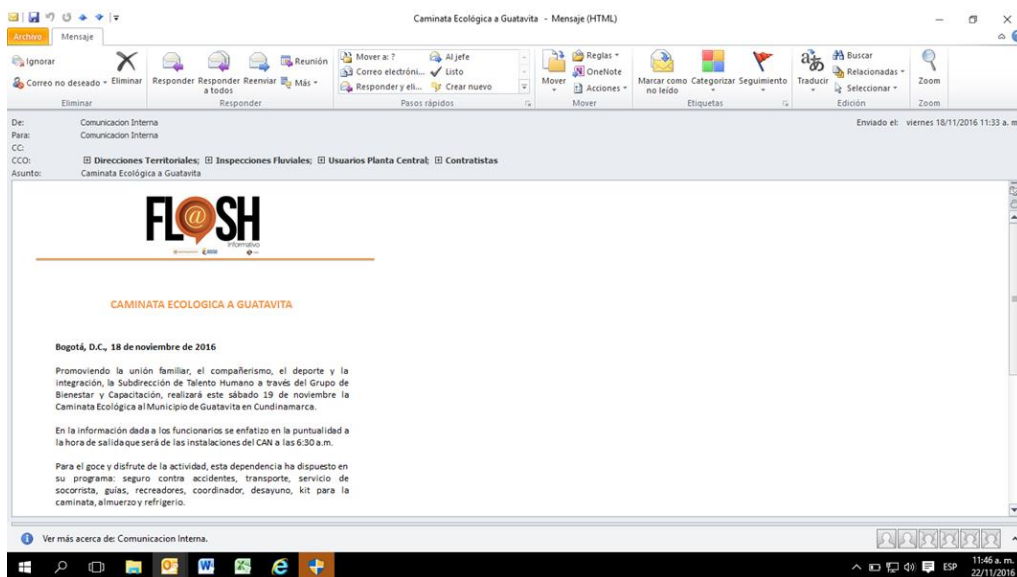 Caminata Ecológica a Guatavita - Mensaje (HTML)
Archivo Mensaje
Ignorar
Correo no deseado
Eliminar
Responder
Responder a todos
Reenviar
Reunión
Más
Mover a: ?
Correo electróni...
Responder y eli...
Al jefe
Listo
Crear nuevo
Mover
Reglas
OneNote
Acciones
Marcar como no leído
Categorizar
Seguimiento
Traducir
Buscar
Relacionadas
Seleccionar
Zoom
Eliminar
Responder
Pasos rápidos
Mover
Etiquetas
Edición
Zoom
De: Comunicacion Interna
Enviado el: viernes 18/11/2016 11:33 a. m
Para: Comunicacion Interna
CC:
CCO: Direcciones Territoriales; Inspecciones Fluviales; Usuarios Planta Central; Contratistas
Asunto: Caminata Ecológica a Guatavita
FL@SH
Informativo
CAMINATA ECOLOGICA A GUATAVITA
Bogotá, D.C., 18 de noviembre de 2016
Promoviendo la unión familiar, el compañerismo, el deporte y la
integración, la Subdirección de Talento Humano a través del Grupo de
Bienestar y Capacitación, realizará este sábado 19 de noviembre la
Caminata Ecológica al Municipio de Guatavita en Cundinamarca.
En la información dada a los funcionarios se enfatizo en la puntualidad a
la hora de salida que será de las instalaciones del CAN a las 6:30 a.m.
Para el goce y disfrute de la actividad, esta dependencia ha dispuesto en
su programa: seguro contra accidentes, transporte, servicio de
socorrista, guías, recreadores, coordinador, desayuno, kit para la
caminata, almuerzo y refrigerio.
Ver más acerca de: Comunicacion Interna.
ESP
11:46 a. m.
22/11/2016